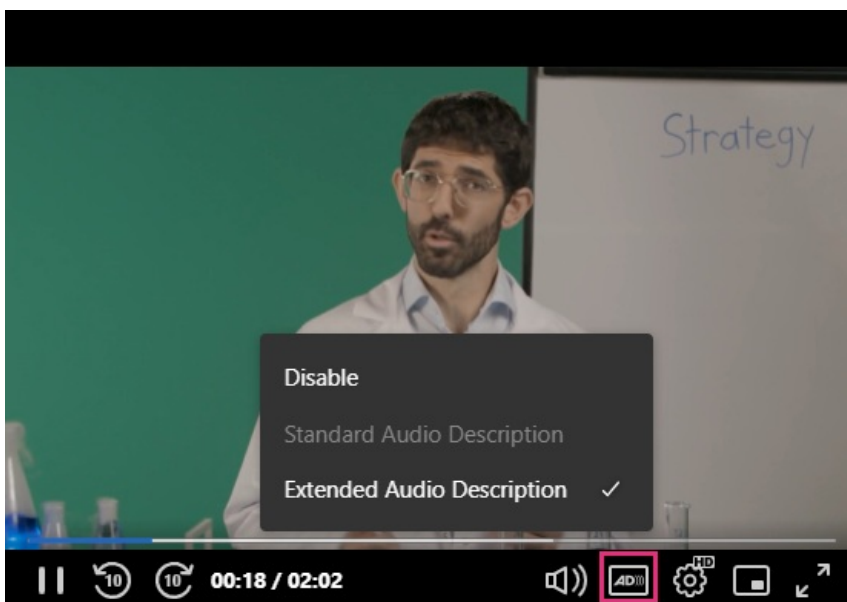 Strategy
Disable
Standard Audio Description
Extended Audio Description
10 10 00:18 / 02:02 AD HD